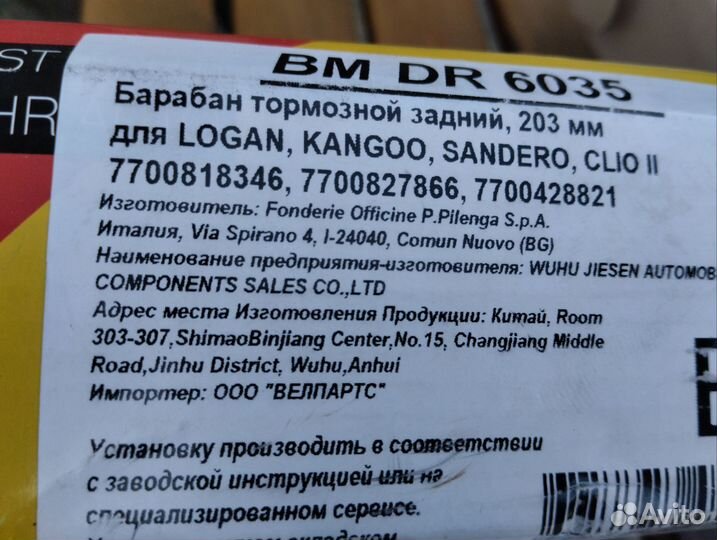 ST
HR
BM DR 6035
Барабан тормозной задний, 203 мм
для LOGAN, KANGOO, SANDERO, CLIO II
7700818346, 7700827866, 7700428821
Изготовитель: Fonderie Officine P.Pilenga S.p.A.
Италия, Via Spirano 4, I-24040, Comun Nuovo (BG)
Наименование предприятия-изготовителя: WUHU JIESEN AUTOMOB
COMPONENTS SALES CO.,LTD
Адрес места Изготовления Продукции: Китай, Room
303-307,ShimaoBinjiang Center,No.15, Changjiang Middle
Road,Jinhu District, Wuhu,Anhui
Импортер: ООО "ВЕЛПАРТС"
Установку производить в соответствии
с заводской инструкцией или на
специализированном сервисе.
Avito